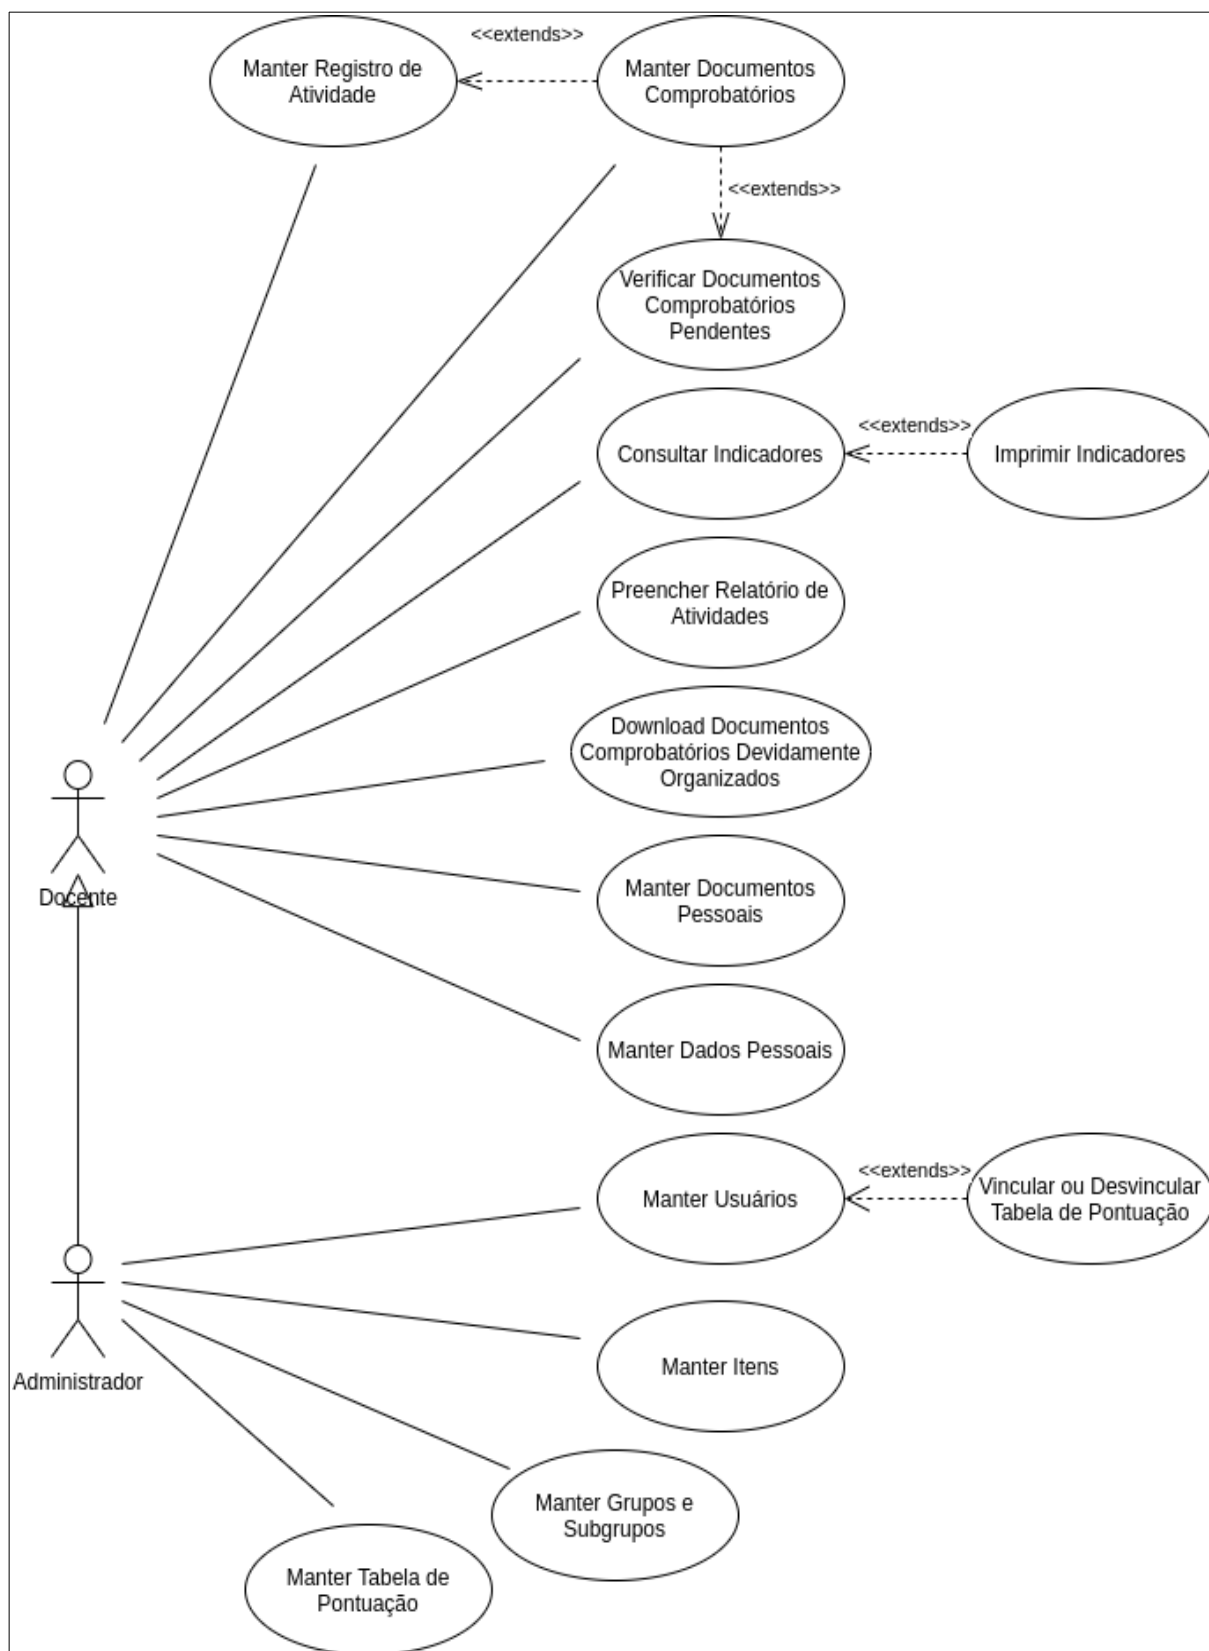 <<extends>>
Manter Registro de
Atividade
Manter Documentos
Comprobatórios
<<extends>>
Verificar Documentos
Comprobatórios
Pendentes
<<extends>>
Consultar Indicadores
Imprimir Indicadores
Preencher Relatório de
Atividades
Download Documentos
Comprobatórios Devidamente
Organizados
Docente
Manter Documentos
Pessoais
Manter Dados Pessoais
<<extends>>
Manter Usuários
Vincular ou Desvincular
Tabela de Pontuação
Administrador
Manter Itens
Manter Grupos e
Subgrupos
Manter Tabela de
Pontuação